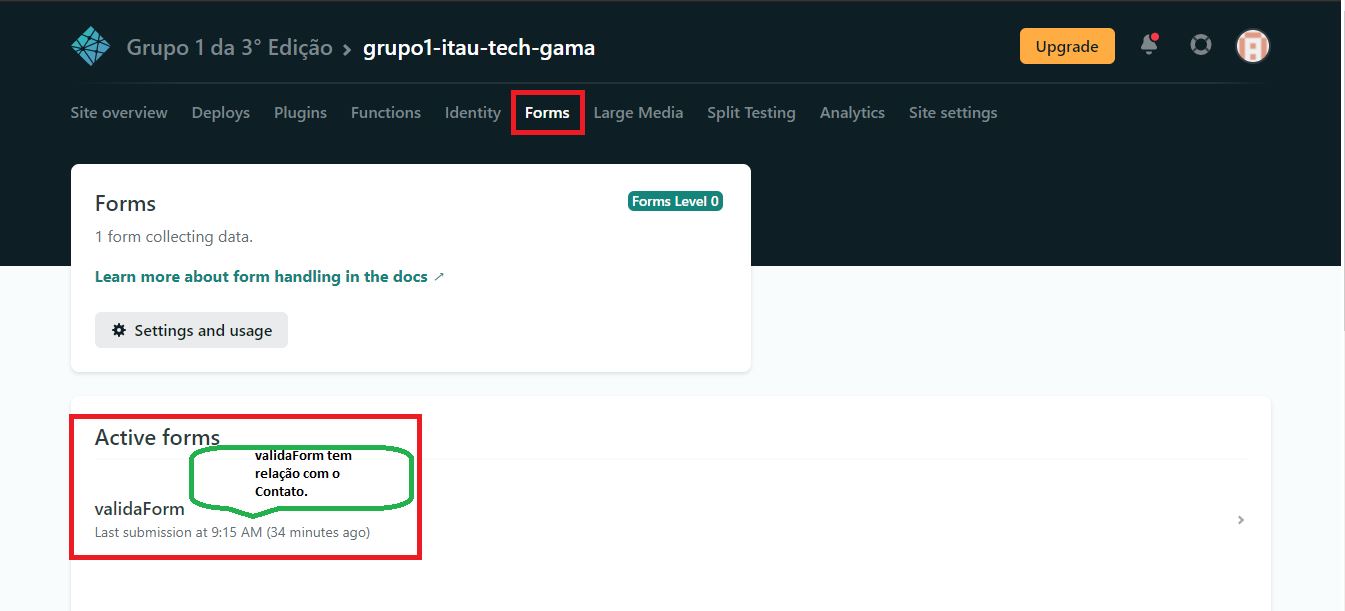 Grupo 1 da 3° Edição > grupo1-itau-tech-gama
Upgrade
Site overview Deploys Plugins Functions Identity Forms Large Media Split Testing Analytics Site settings
Forms
Forms Level 0
1 form collecting data.
Learn more about form handling in the docs ↗
Settings and usage
Active forms
validaForm tem
relação com o
Contato.
validaForm
Last submission at 9:15 AM (34 minutes ago)